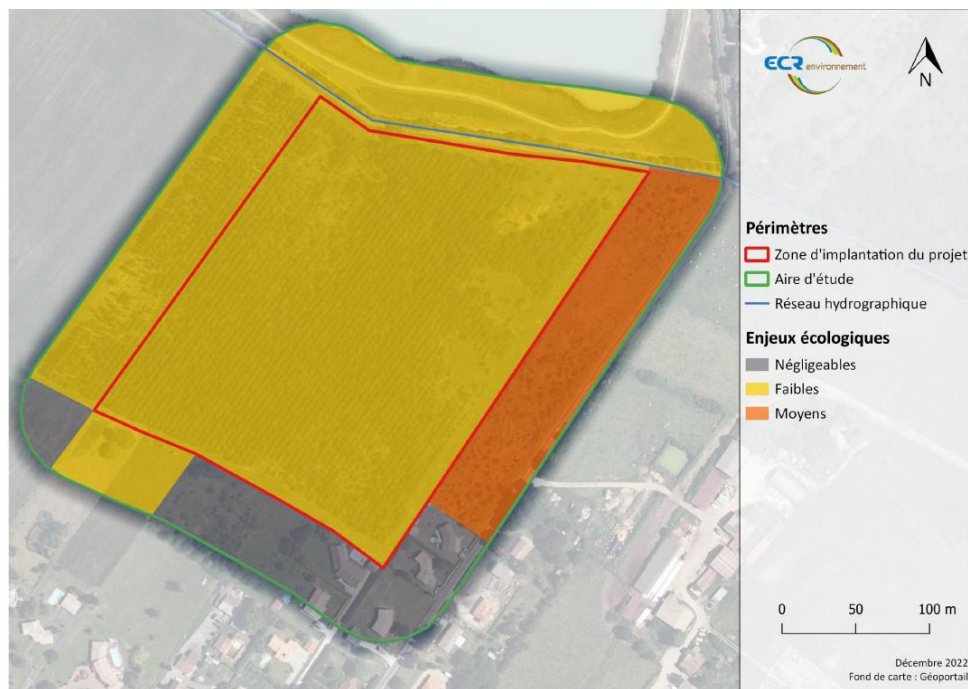 ECR environnement
N
Périmètres
Zone d'implantation du projet
Aire d'étude
Réseau hydrographique
Enjeux écologiques
Négligeables
Faibles
Moyens
0 50 100 m
Décembre 2022
Fond de carte : Géoportail